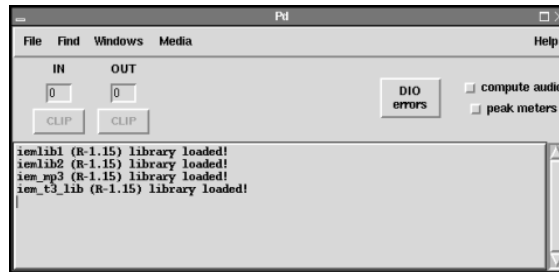 Pd
File Find Windows Media Help
IN OUT
0 0
DIO errors
compute audio
peak meters
CLIP CLIP
iemlib1 (R-1.15) library loaded!
iemlib2 (R-1.15) library loaded!
iem_mp3 (R-1.15) library loaded!
iem_t3_lib (R-1.15) library loaded!